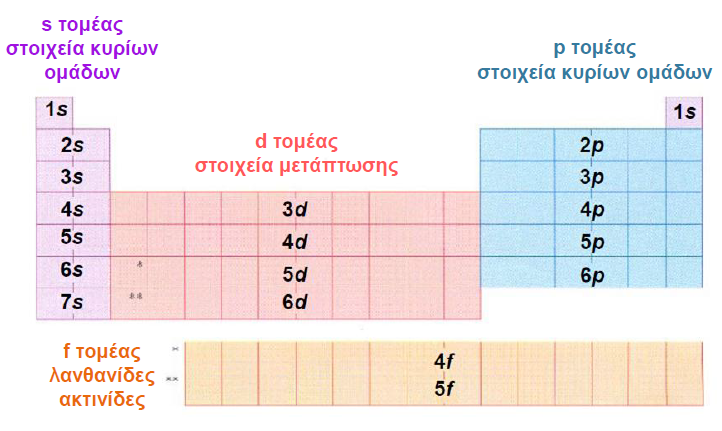 s τομέας
στοιχεία κυρίων
ομάδων
p τομέας
στοιχεία κυρίων ομάδων
1s
1s
d τομέας
στοιχεία μετάπτωσης
2s
2p
3s
3p
4s
3d
4p
5s
4d
5p
6s
*
5d
6p
7s
**
6d
f τομέας
λανθανίδες
ακτινίδες
*
4f
**
5f